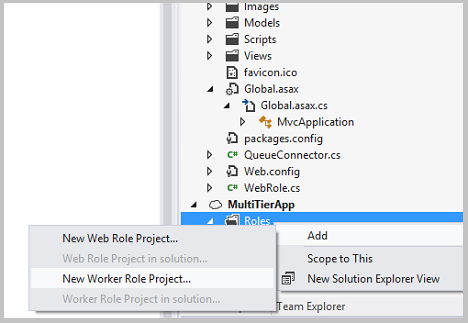 Images
Models
Scripts
Views
favicon.ico
Global.asax
Global.asax.cs
MvcApplication
packages.config
C# QueueConnector.cs
Web.config
C# WebRole.cs
MultiTierApp
Roles
Add
Scope to This
New Solution Explorer View
Team Explorer
New Web Role Project...
Web Role Project in solution...
New Worker Role Project...
Worker Role Project in solution...